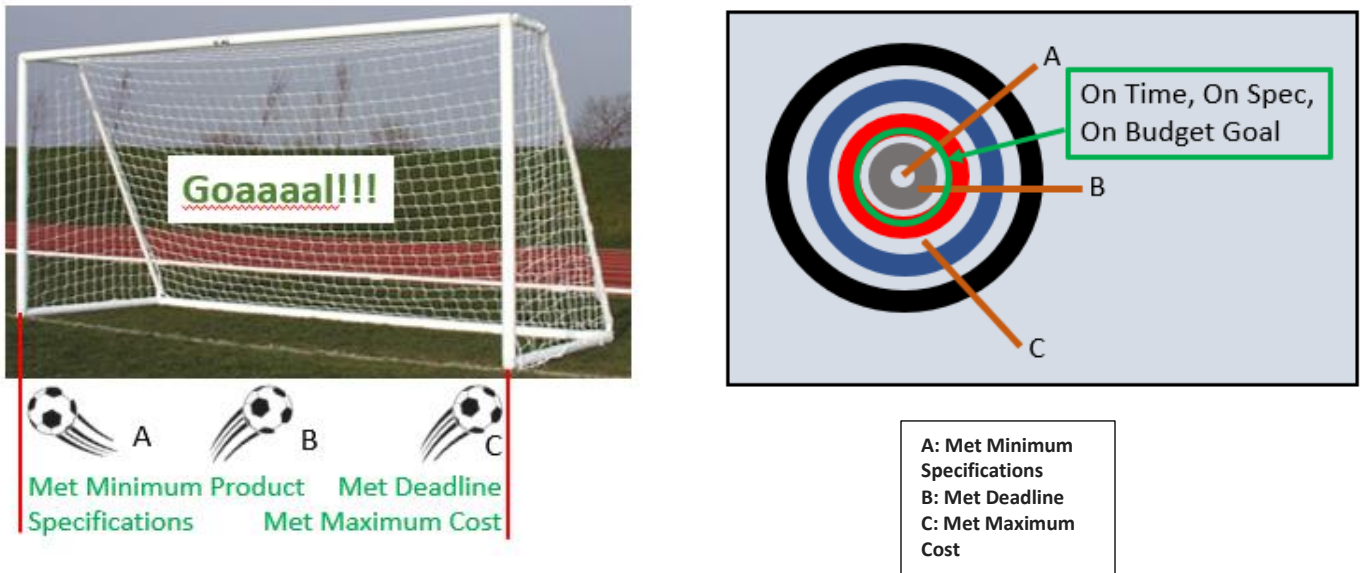 Goaaaal!!!
A
B
C
Met Minimum Product
Specifications
Met Deadline
Met Maximum Cost
A
On Time, On Spec,
On Budget Goal
B
C
A: Met Minimum
Specifications
B: Met Deadline
C: Met Maximum
Cost